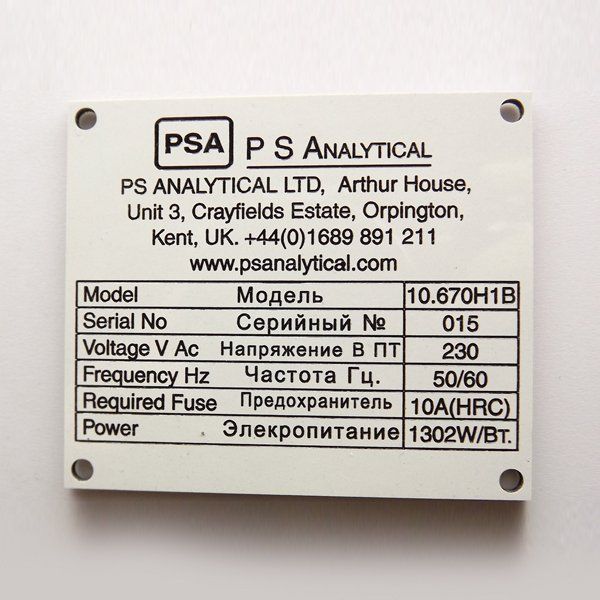 PSA P S ANALYTICAL
PS ANALYTICAL LTD, Arthur House,
Unit 3, Crayfields Estate, Orpington,
Kent, UK. +44(0)1689 891 211
www.psanalytical.com
Model Модель 10.670H1B
Serial No Серийный № 015
Voltage V Ac Напряжение В ПТ 230
Frequency Hz Частота Гц. 50/60
Required Fuse Предохранитель 10A(HRC)
Power Элекропитание 1302W/Вт.